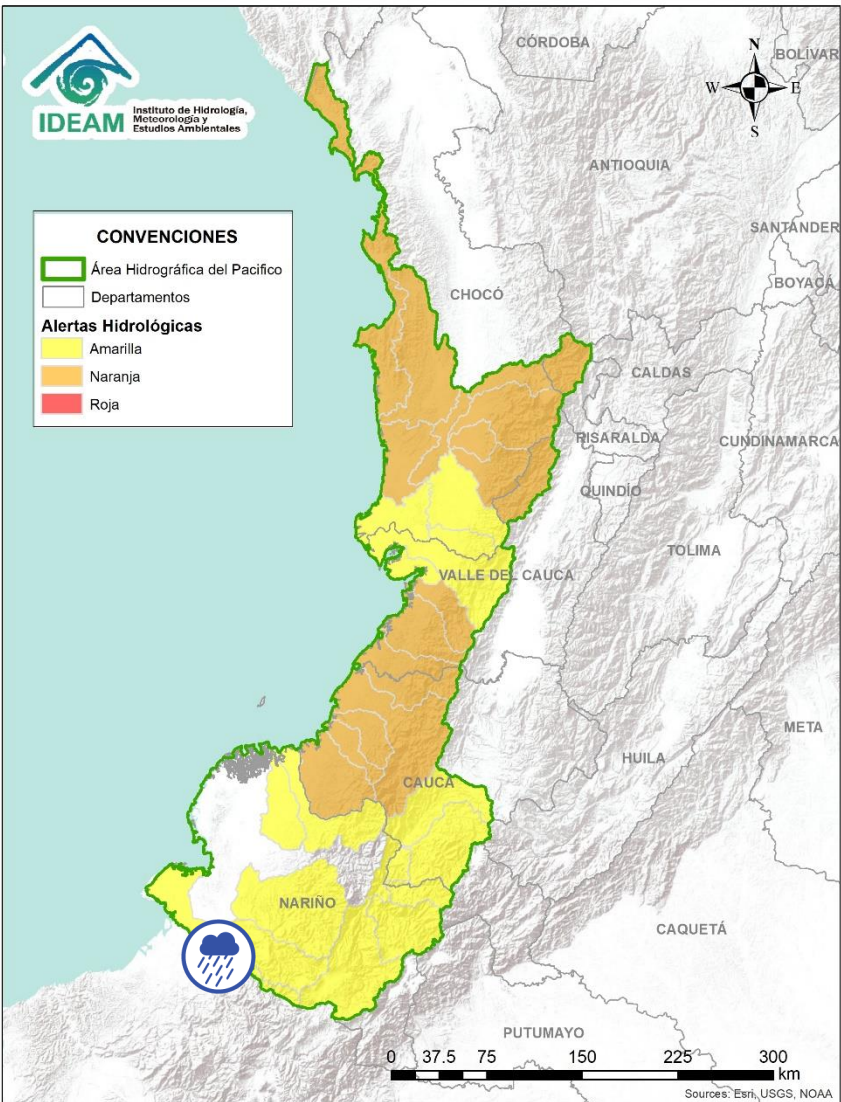 IDEAM
Instituto de Hidrología,
Meteorología y
Estudios Ambientales
CONVENCIONES
Área Hidrográfica del Pacifico
Departamentos
Alertas Hidrológicas
Amarilla
Naranja
Roja
N
W E
S
CÓRDOBA
BOLÍVAR
ANTIOQUIA
SANTANDER
BOYACÁ
CHOCÓ
CALDAS
RISARALDA
CUNDINAMARCA
QUINDÍO
TOLIMA
VALLE DEL CAUCA
META
HUILA
CAUCA
NARIÑO
CAQUETÁ
PUTUMAYO
0 37.5 75 150 225 300
km
Sources: Esri, USGS, NOAA